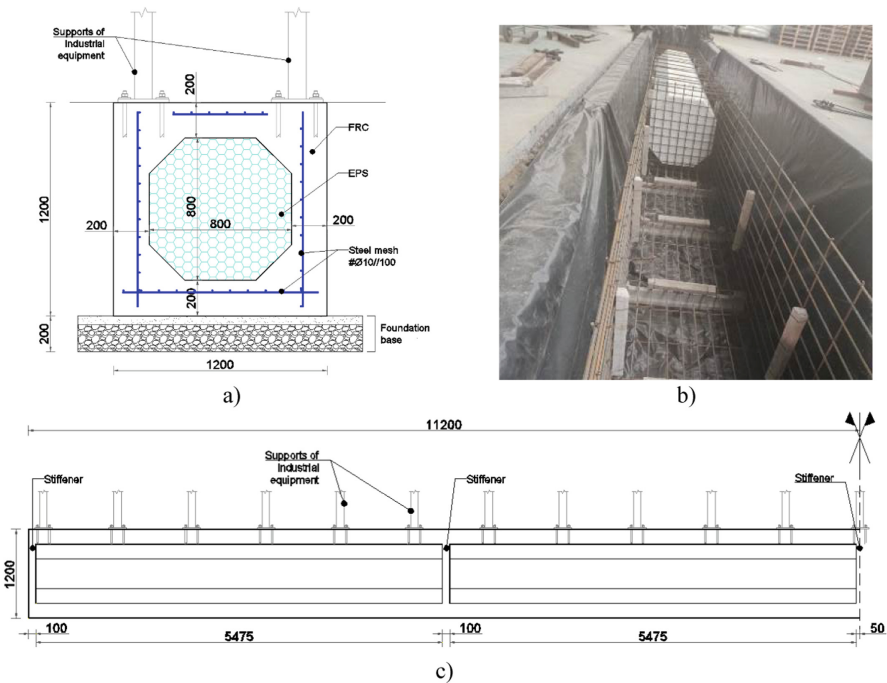 Supports of
Industrial
equipment
200
FRC
EPS
1200
800
800
200
200
Steel mesh
#Ø10//100
200
200
Foundation
base
1200
a)
b)
11200
Supports of
Industrial
equipment
Stiffener
Stiffener
Stiffener
1200
100
5475
100
5475
50
c)